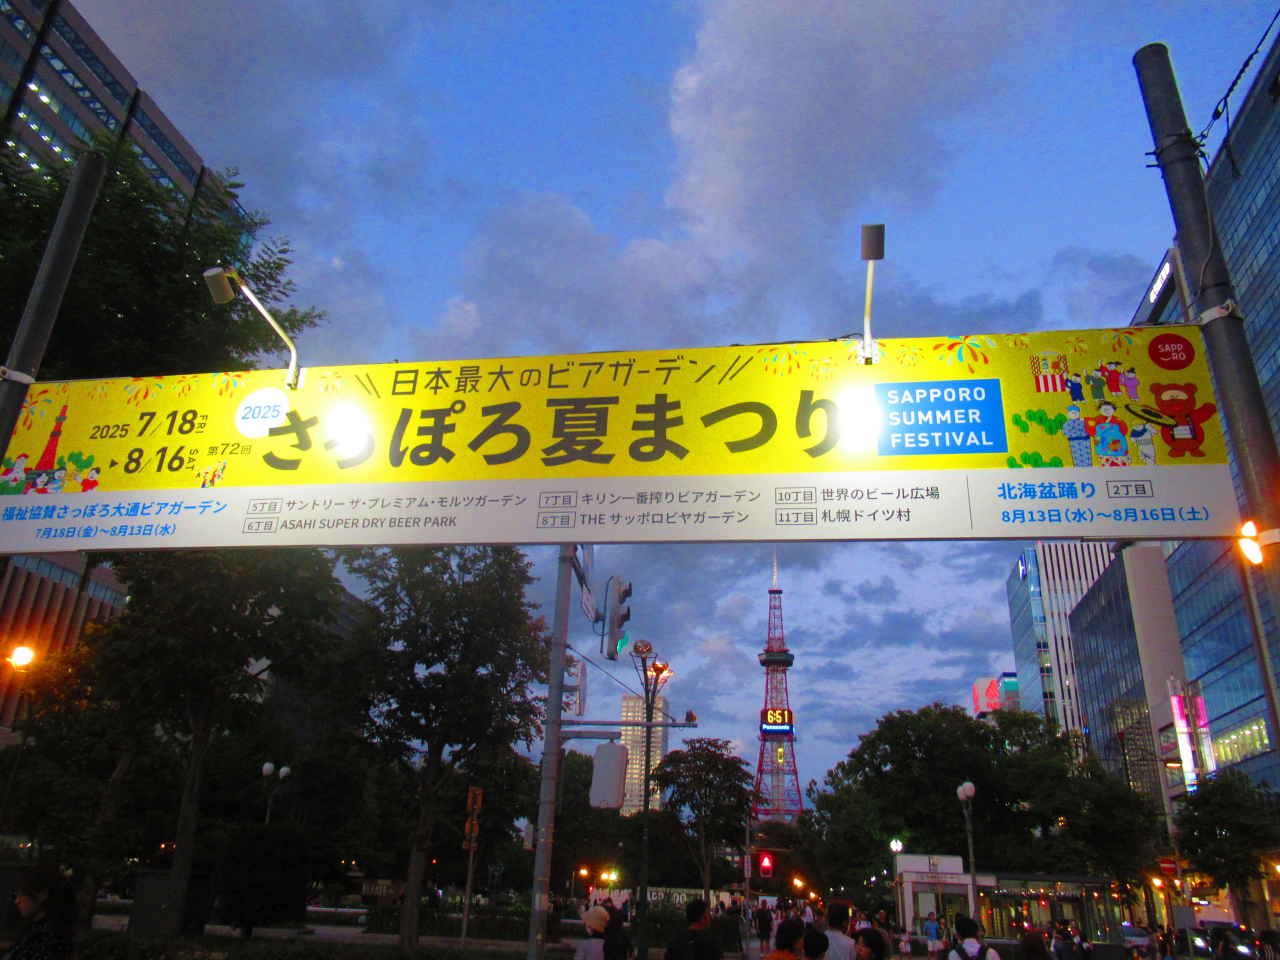 日本最大のビアガーデン
2025 7/18 FRI
▶8/16 SAT
第72回
2025
さっぽろ夏まつり
SAPPORO
SUMMER
FESTIVAL
SAPP
RO
福祉協賛さっぽろ大通ビアガーデン
7月18日(金)~8月13日(水)
5丁目 サントリー ザ・プレミアム・モルツガーデン
6丁目 ASAHI SUPER DRY BEER PARK
7丁目 キリン一番搾りビアガーデン
8丁目 THE サッポロビヤガーデン
10丁目 世界のビール広場
11丁目 札幌ドイツ村
北海盆踊り 2丁目
8月13日(水)~8月16日(土)
6:51
Panasonic